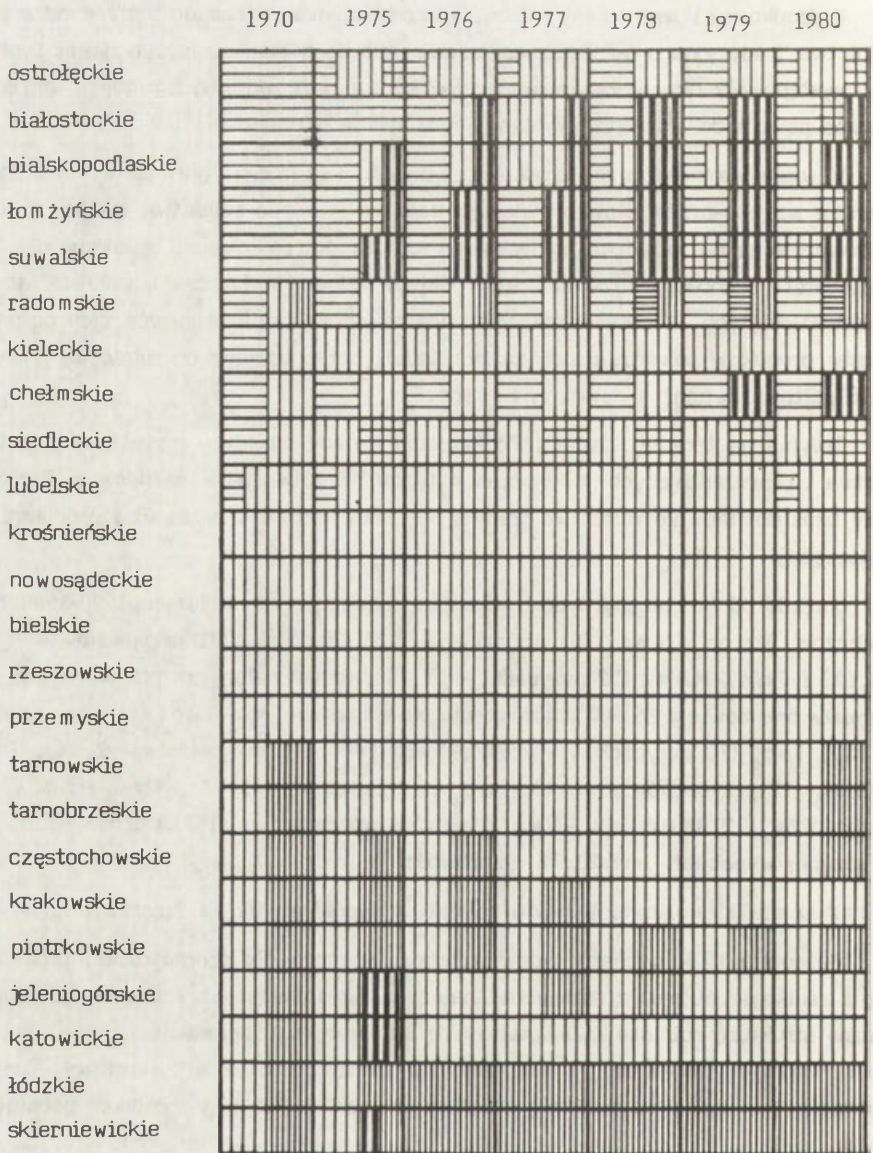 1970 1975 1976 1977 1978 1979 1980
ostrołęckie
białostockie
bialskopodlaskie
łomżyńskie
suwalskie
radomskie
kieleckie
chełmskie
siedleckie
lubelskie
krośnieńskie
nowosądeckie
bielskie
rzeszowskie
przemyskie
tarnowskie
tarnobrzeskie
częstochowskie
krakowskie
piotrkowskie
jeleniogórskie
katowickie
łódzkie
skierniewickie